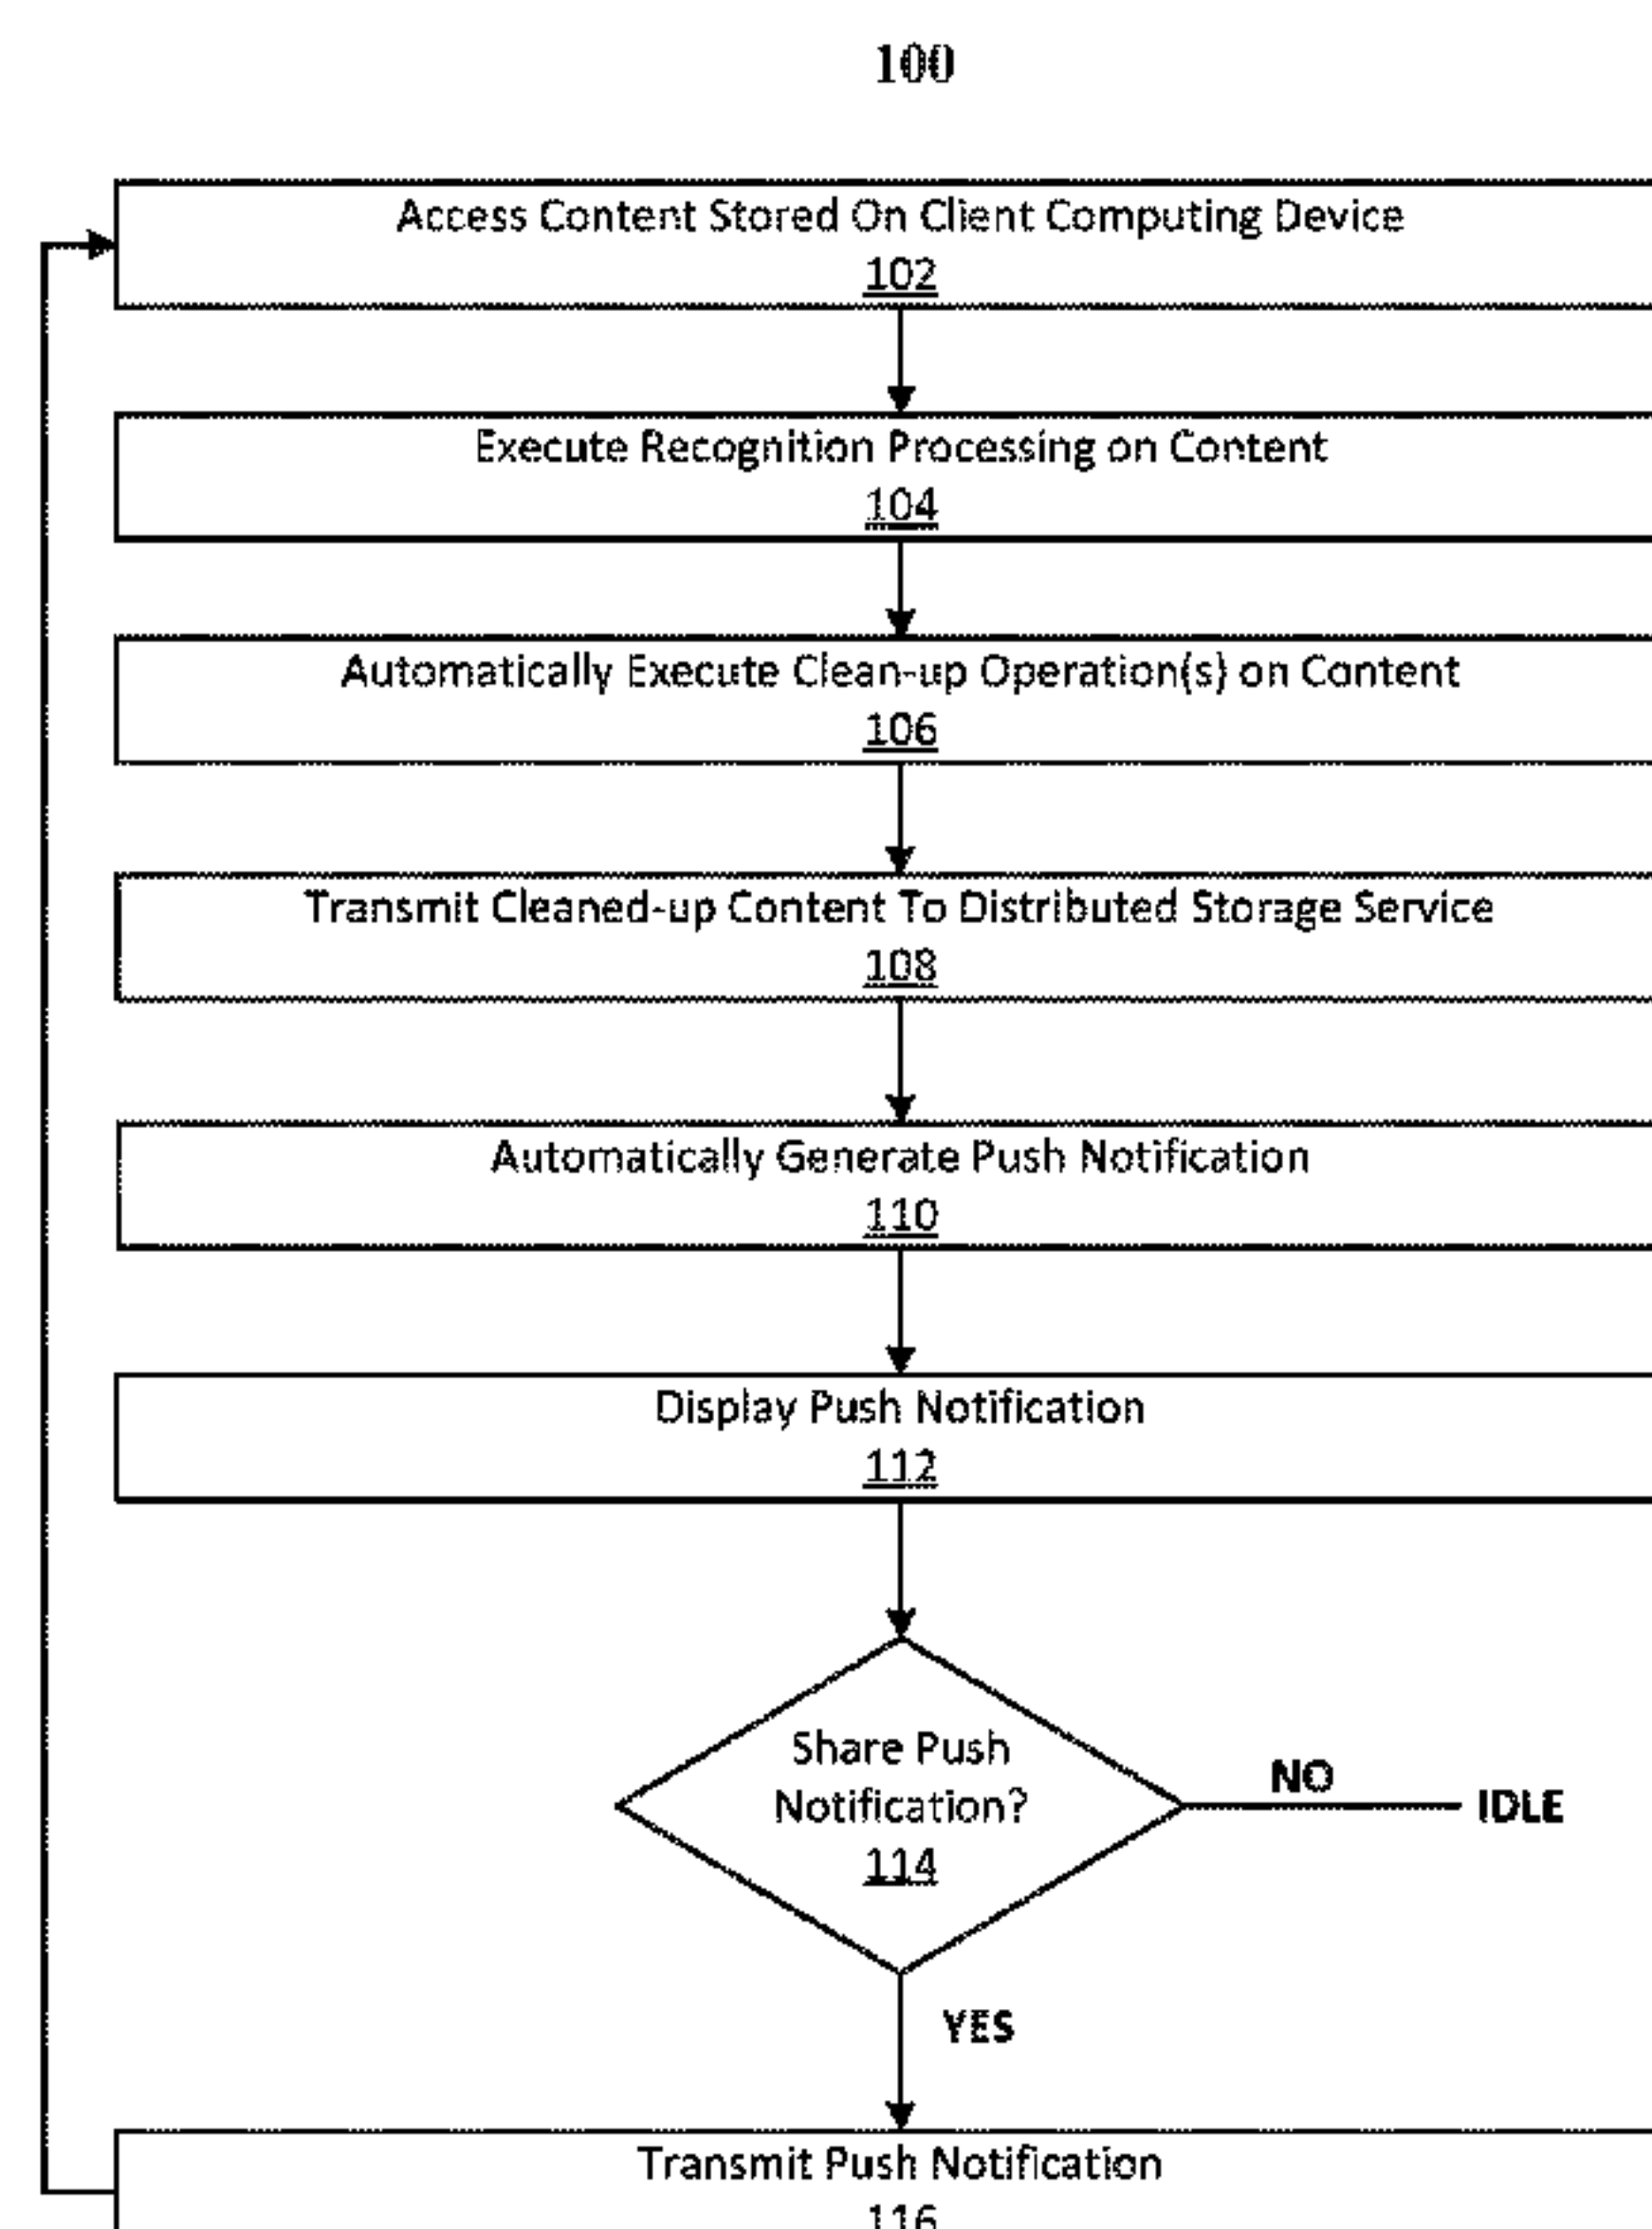 100
Access Content Stored On Client Computing Device
102
Execute Recognition Processing on Content
104
Automatically Execute Clean-up Operation(s) on Content
106
Transmit Cleaned-up Content To Distributed Storage Service
108
Automatically Generate Push Notification
110
Display Push Notification
112
Share Push
Notification?
114
NO
IDLE
YES
Transmit Push Notification
116